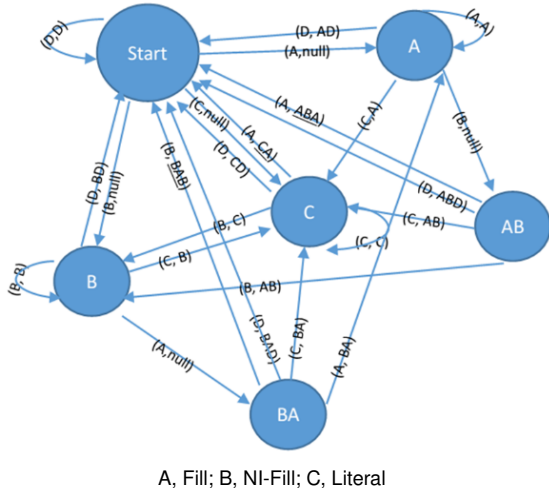 (D,D)
Start
(D, AD)
(A,null)
A
(A,A)
(C,null)
(A, CA)
(D, CD)
(A, ABA)
(C,A)
(B,null)
(D, ABD)
(D, BD)
(B,null)
(B, BAB)
(B, C)
(C, B)
C
(C, AB)
(C, C)
AB
(B, B)
B
(B, AB)
(A,null)
(D, BAD)
(C, BA)
(A, BA)
BA
A, Fill; B, NI-Fill; C, Literal